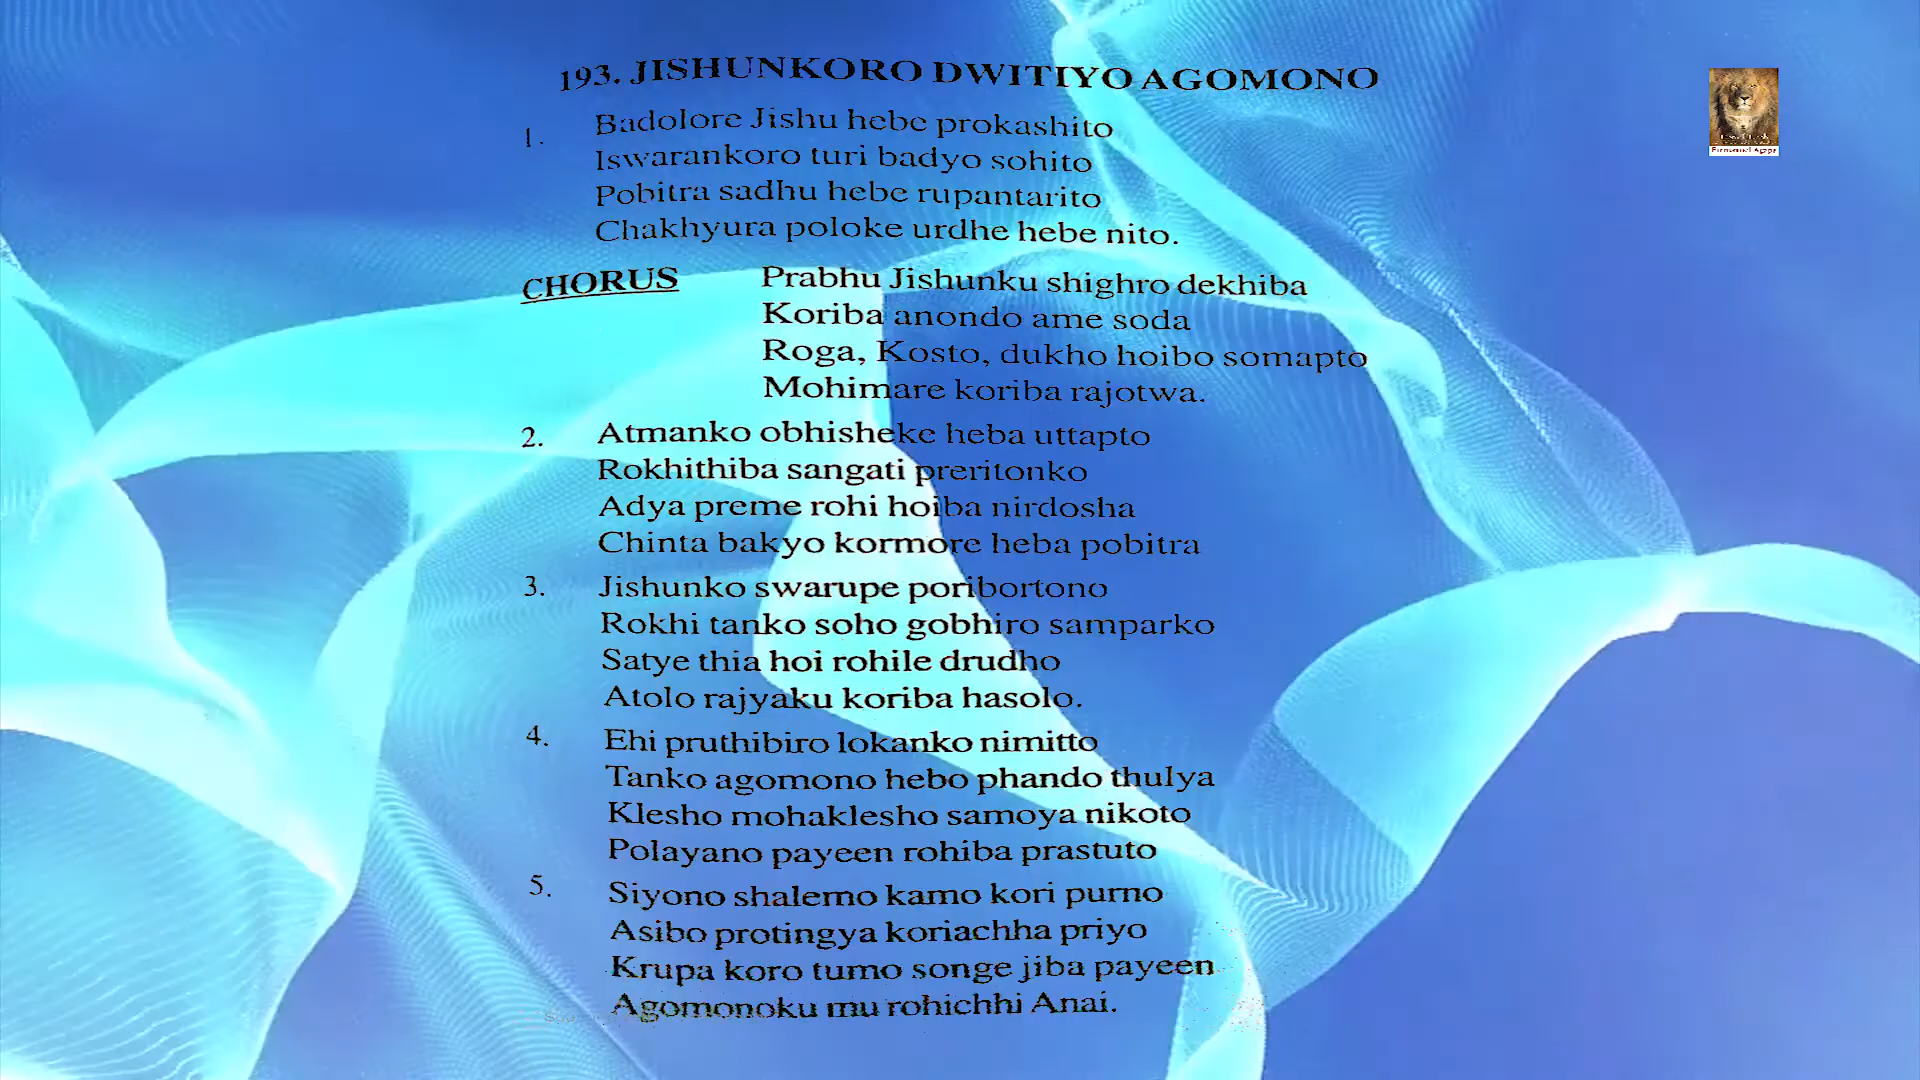 193. JISHUNKORO DWITIYO AGOMONO
1. Badolore Jishu hebe prokashito
Iswarankoro turi badyo sohito
Pobitra sadhu hebe rupantarito
Chakhyura poloke urdhe hebe nito.
CHORUS Prabhu Jishunku shighro dekhiba
Koriba anondo ame soda
Roga, Kosto, dukho hoibo somapto
Mohimare koriba rajotwa.
2. Atmanko obhisheke heba uttapto
Rokhithiba sangati preritonko
Adya preme rohi hoiba nirdosha
Chinta bakyo kormore heba pobitra
3. Jishunko swarupe poribortono
Rokhi tanko soho gobhiro samparko
Satye thia hoi rohile drudho
Atolo rajyaku koriba hasolo.
4. Ehi pruthibiro lokanko nimitto
Tanko agomono hebo phando thulya
Klesho mohaklesho samoya nikoto
Polayano payeen rohiba prastuto
5. Siyono shalemo kamo kori purno
Asibo protingya koriachha priyo
Krupa koro tumo songe jiba payeen
Agomonoku mu rohichhi Anai.